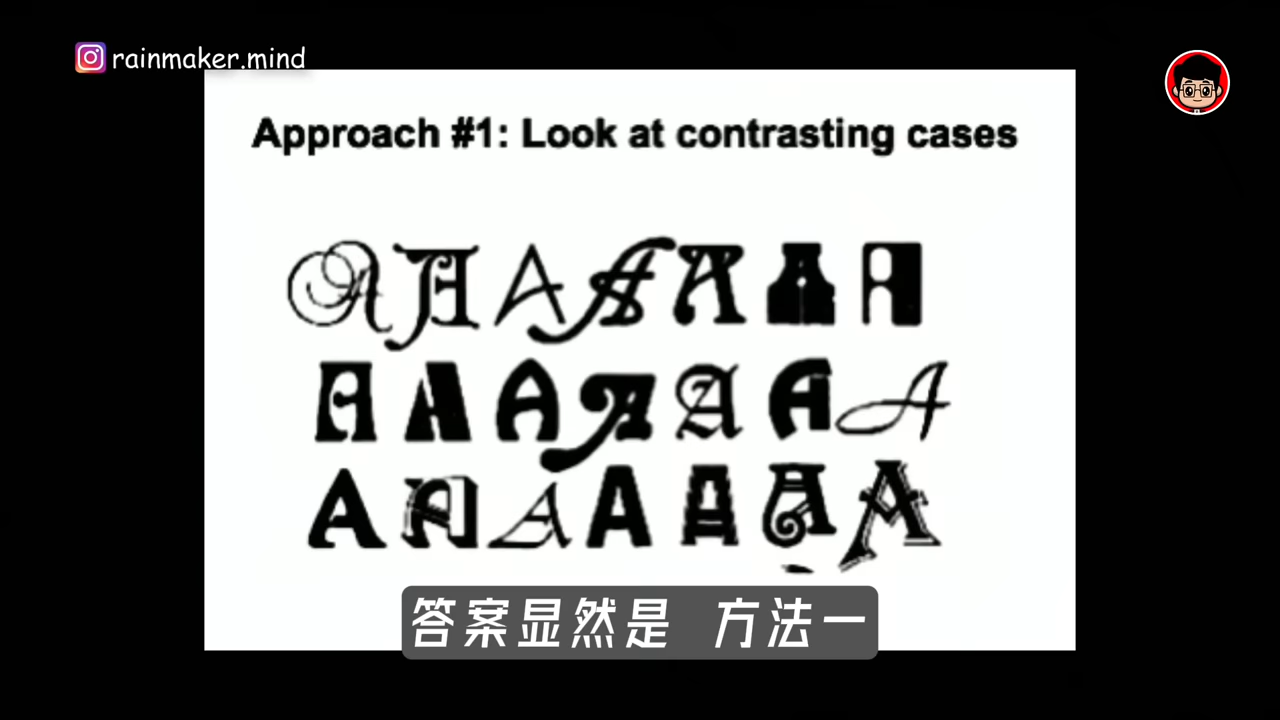 rainmaker.mind
Approach #1: Look at contrasting cases
A A A A A A A
A A A A A A A
A A A A A A A
答案显然是 方法一